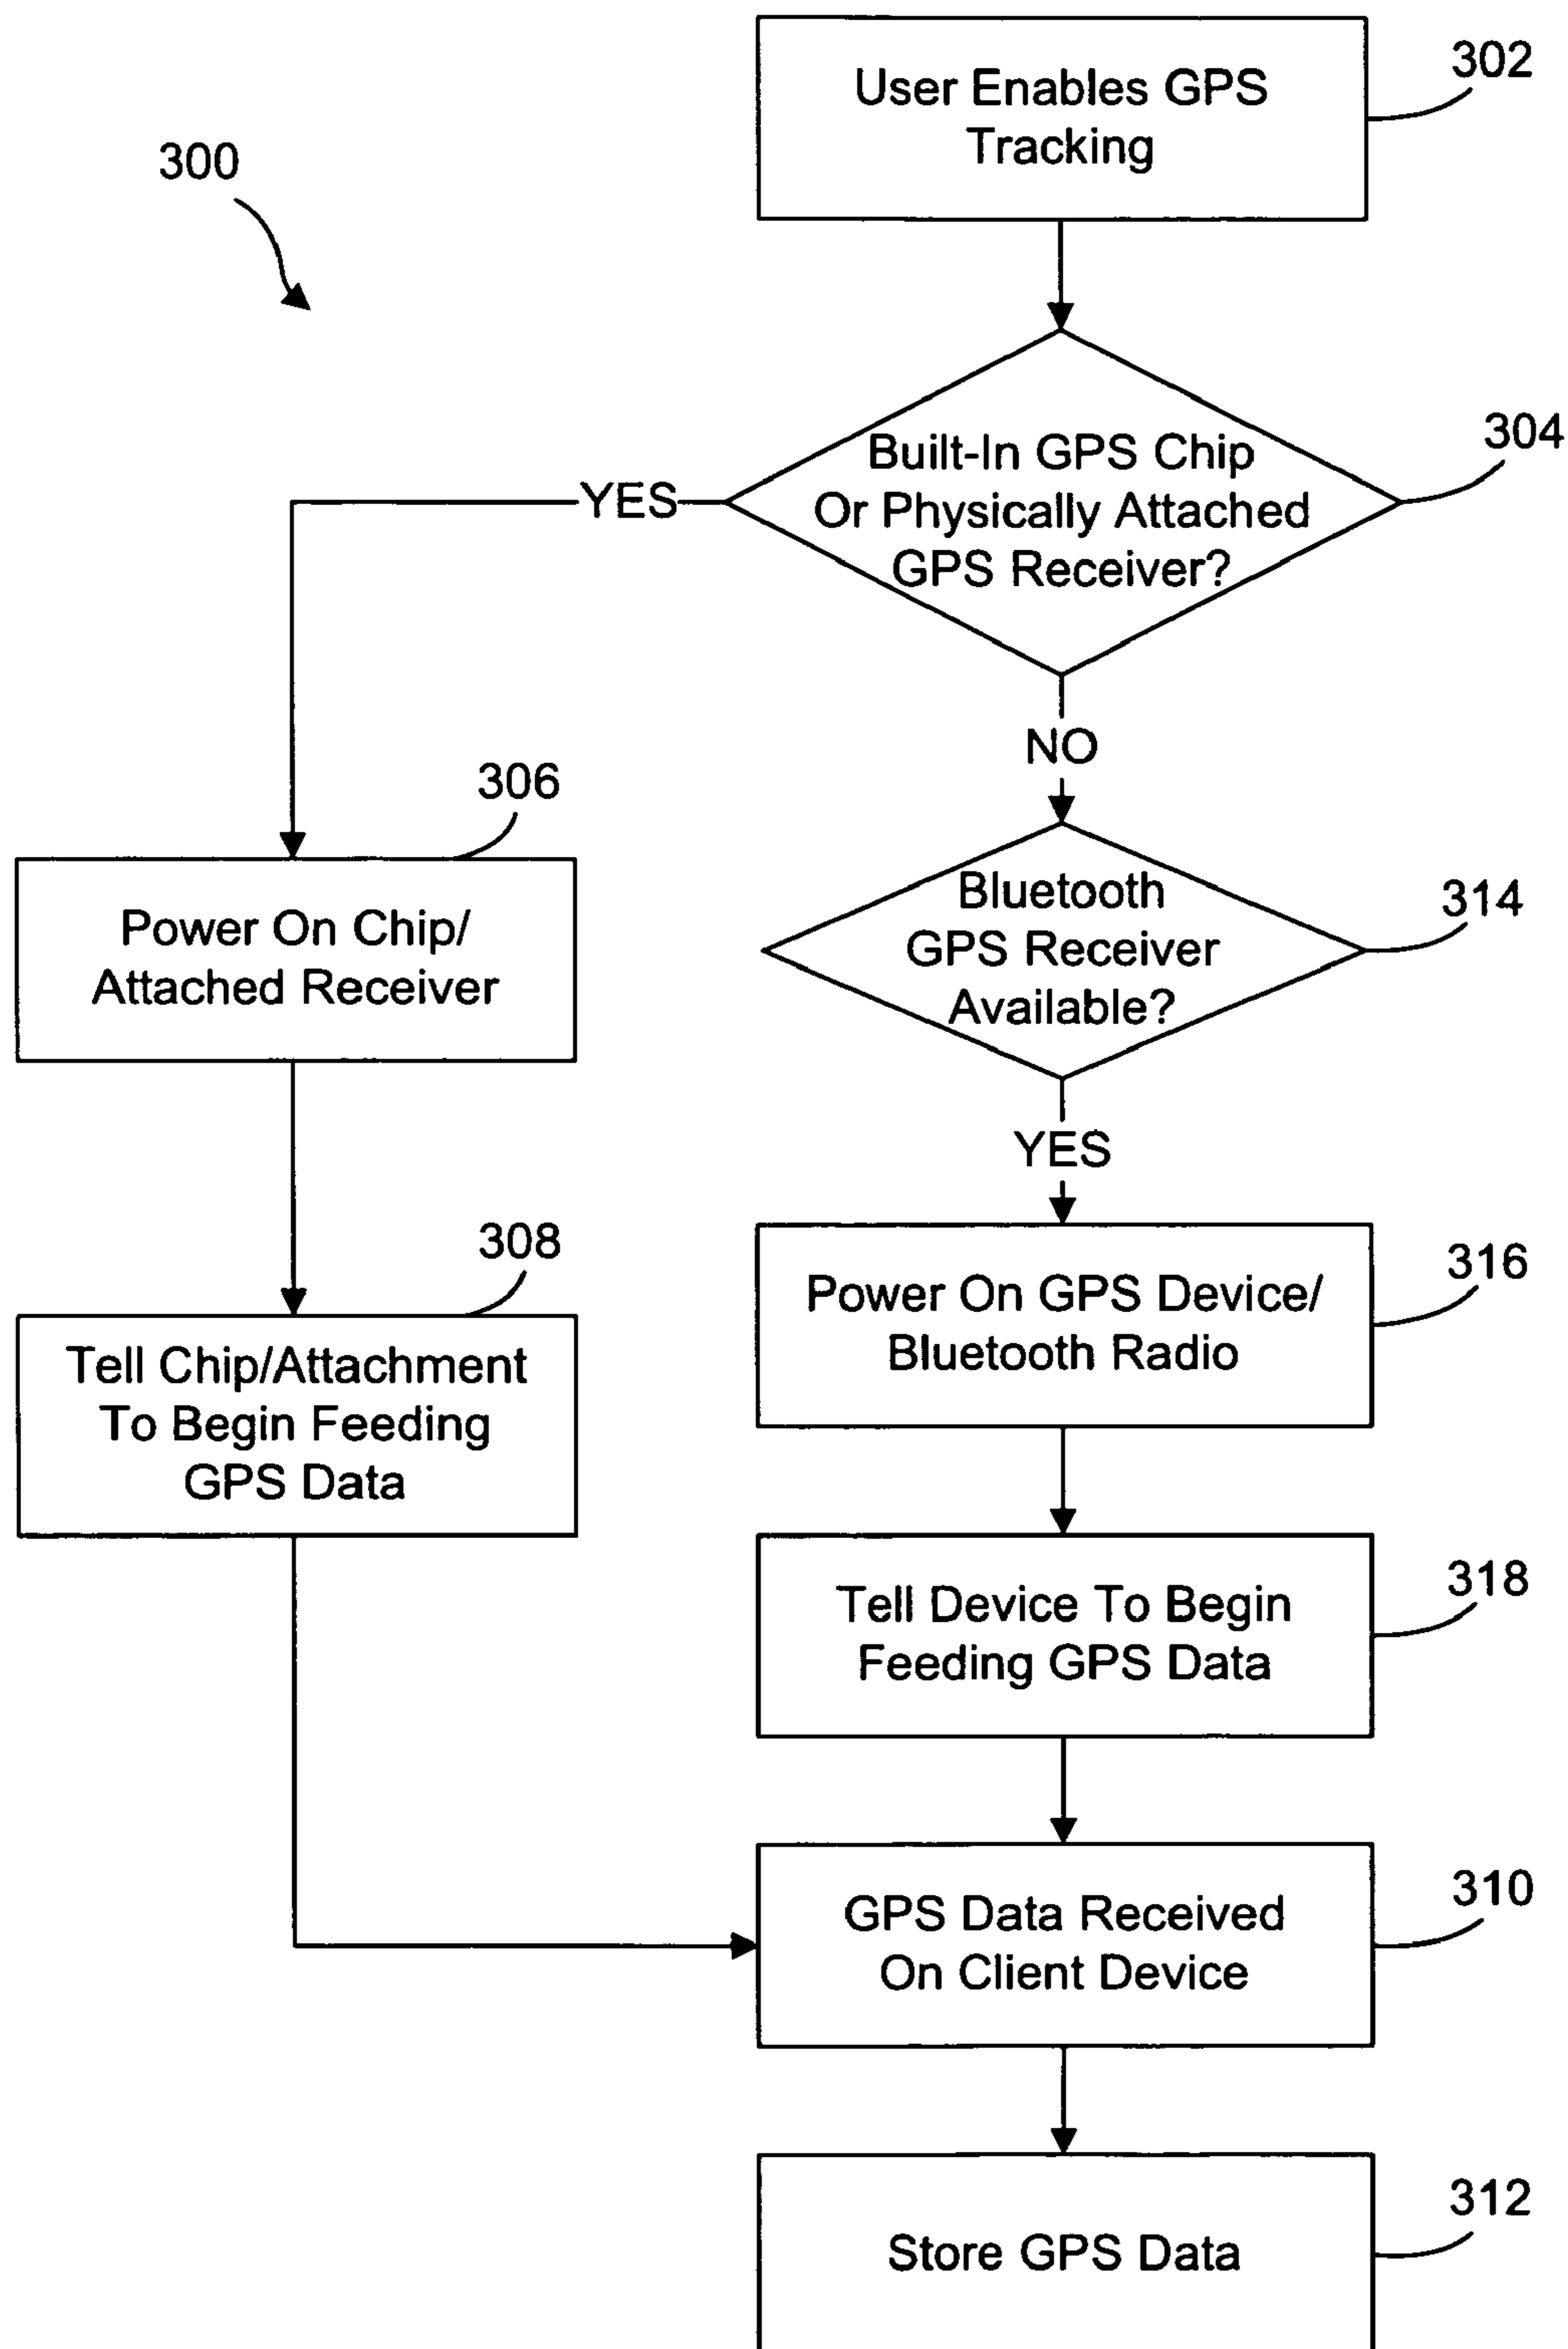 302
User Enables GPS
Tracking
300
304
Built-In GPS Chip
Or Physically Attached
GPS Receiver?
YES
NO
306
Power On Chip/
Attached Receiver
314
Bluetooth
GPS Receiver
Available?
YES
308
Tell Chip/Attachment
To Begin Feeding
GPS Data
316
Power On GPS Device/
Bluetooth Radio
318
Tell Device To Begin
Feeding GPS Data
310
GPS Data Received
On Client Device
312
Store GPS Data